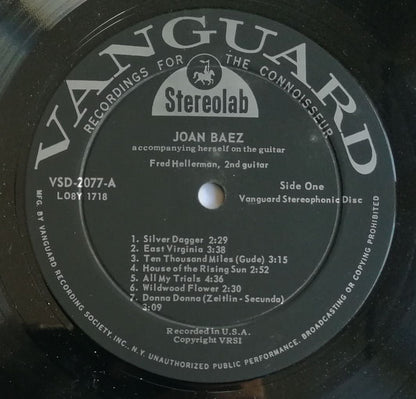 VANGUARD
RECORDINGS FOR THE CONNOISSEUR
Stereolab
JOAN BAEZ
accompanying herself on the guitar
Fred Hellerman, 2nd guitar
VSD-2077-A
LO8Y 1718
Side One
Vanguard Stereophonic Disc
1. Silver Dagger 2:29
2. East Virginia 3:38
3. Ten Thousand Miles (Gude) 3:15
4. House of the Rising Sun 2:52
5. All My Trials 4:36
6. Wildwood Flower 2:30
7. Donna Donna (Zeitlin - Secunda)
3:09
Recorded in U.S.A.
Copyright VRSI
MFG. BY VANGUARD RECORDING SOCIETY, INC., N.Y. UNAUTHORIZED PUBLIC PERFORMANCE, BROADCASTING OR COPYING PROHIBITED